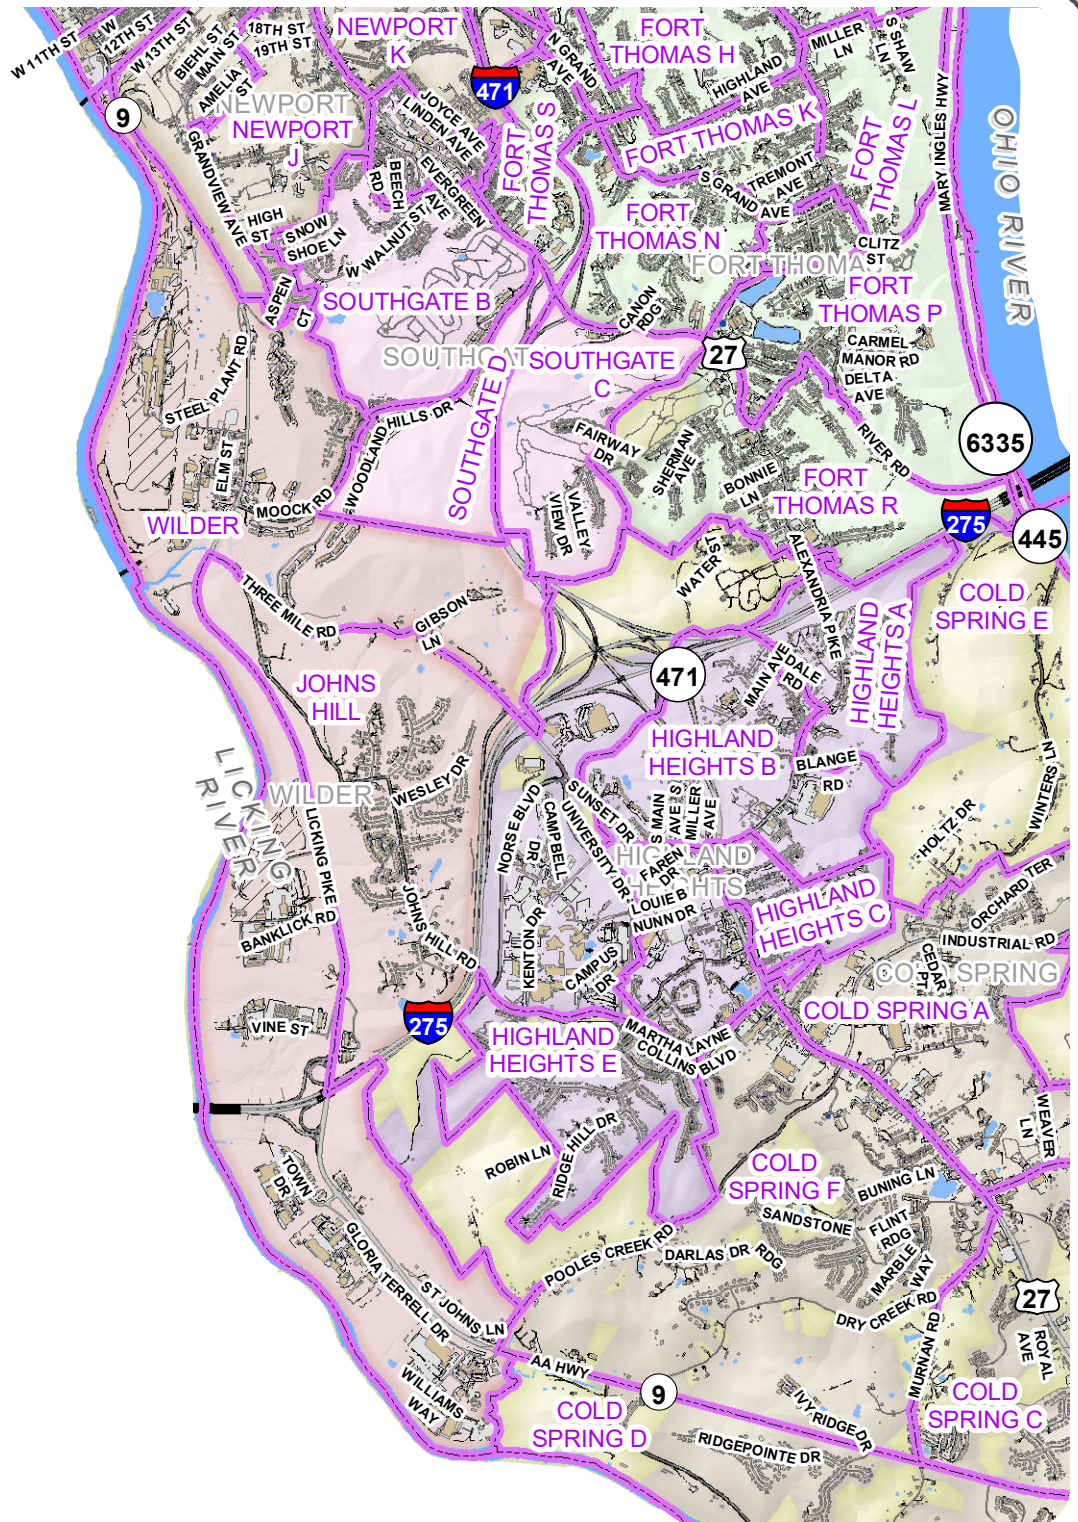 W 11TH ST
W
12TH ST
W 13TH ST
BIEHL ST
MAIN ST
18TH ST
19TH ST
AMELIA
ST
NEWPORT
K
FORT
THOMAS H
N GRAND
AVE
MILLER
LN
S SHAW
LN
HIGHLAND
AVE
471
9
NEWPORT
NEWPORT
J
JOYCE AVE
LINDEN AVE
FORT
THOMAS S
FORT THOMAS K
FORT
THOMAS L
MARY INGLES HWY
OHIO RIVER
GRANDVIEW AVE
BEECH
RD
EVERGREEN
AVE
TREMONT
AVE
S GRAND AVE
HIGH
ST
SNOW
SHOE LN
W WALNUT ST
FORT
THOMAS N
FORT THOMAS
CLITZ
ST
FORT
THOMAS P
ASPEN
CT
SOUTHGATE B
CANON
RDG
SOUTHGATE
SOUTHGATE
C
27
CARMEL
MANOR RD
DELTA
AVE
STEEL PLANT RD
WOODLAND HILLS DR
SOUTHGATE D
FAIRWAY
DR
SHERMAN
AVE
RIVER RD
6335
ELM ST
MOOCK RD
BONNIE
LN
FORT
THOMAS R
WILDER
VALLEY
VIEW DR
275
445
WATER ST
ALEXANDRIA PIKE
THREE MILE RD
GIBSON
LN
HIGHLAND
HEIGHTS A
COLD
SPRING E
JOHNS
HILL
471
MAIN AVE
DALE
RD
HIGHLAND
HEIGHTS B
BLANGE
RD
WINTERS LN
LICKING
RIVER
WILDER
WESLEY DR
NORSE BLVD
CAMPBELL
DR
SUNSET DR
UNIVERSITY DR
S MAIN
AVE S
MILLER
AVE
HOLTZ DR
LICKING PIKE
HIGHLAND
HEIGHTS
FAREN
DR
LOUIE B
NUNN DR
HIGHLAND
HEIGHTS C
ORCHARD TER
BANKLICK RD
JOHNS HILL RD
KENTON DR
CAMPUS
DR
INDUSTRIAL RD
CEDAR
PT
COLD SPRING
COLD SPRING A
VINE ST
275
HIGHLAND
HEIGHTS E
MARTHA LAYNE
COLLINS BLVD
WEAVER
LN
ROBIN LN
RIDGE HILL DR
TOWN
DR
COLD
SPRING F
BUNING LN
SANDSTONE
RDG
FLINT
RDG
MARBLE
WAY
GLORIA TERRELL DR
POOLES CREEK RD
DARLAS DR
ST JOHNS LN
DRY CREEK RD
27
MURNAN RD
ROYAL
AVE
AA HWY
9
WILLIAMS
WAY
COLD
SPRING D
IVY RIDGE DR
COLD
SPRING C
RIDGEPOINTE DR